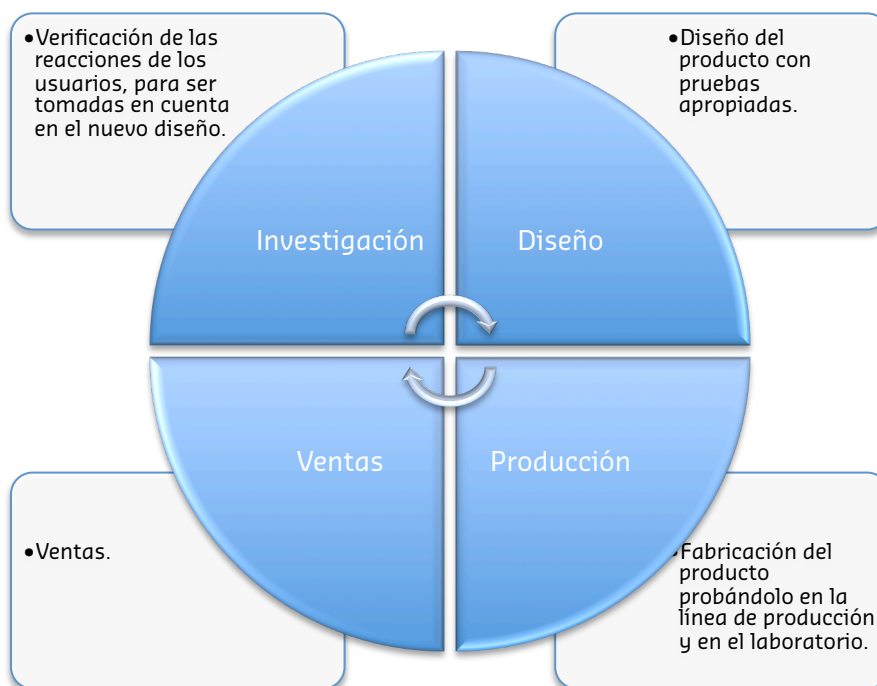 •Verificación de las
reacciones de los
usuarios, para ser
tomadas en cuenta
en el nuevo diseño.
•Diseño del
producto con
pruebas
apropiadas.
Investigación
Diseño
Ventas
Producción
•Ventas.
•Fabricación del
producto
probándolo en la
línea de producción
y en el laboratorio.